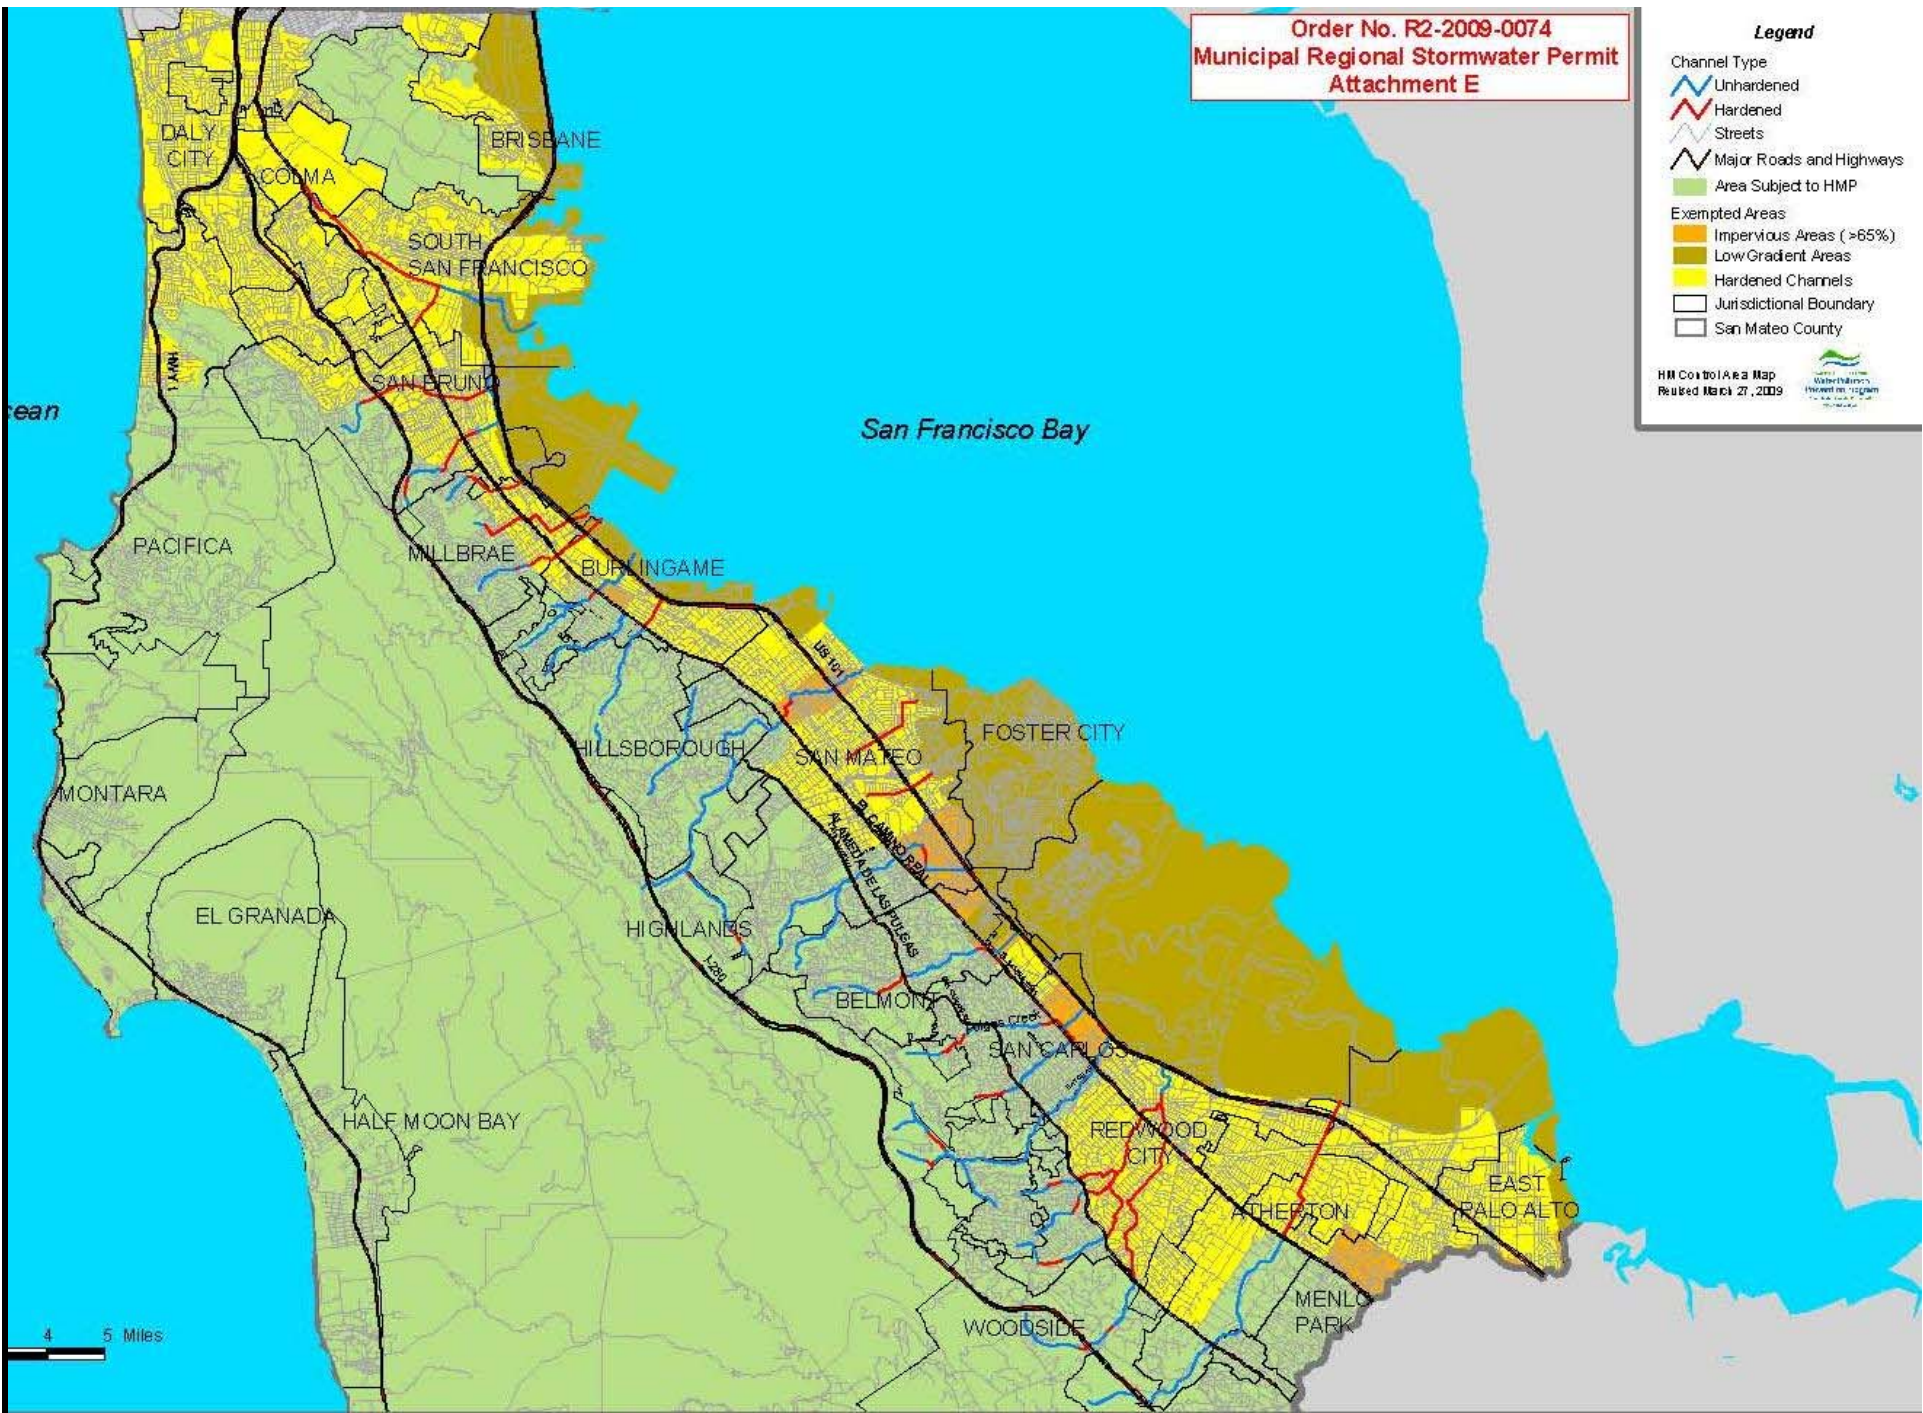 Order No. R2-2009-0074
Municipal Regional Stormwater Permit
Attachment E
Legend
Channel Type
Unhardened
Hardened
Streets
Major Roads and Highways
Area Subject to HMP
Exempted Areas
Impervious Areas (>65%)
Low Gradient Areas
Hardened Channels
Jurisdictional Boundary
San Mateo County
HM Control Area Map
Revised March 27, 2009
DALY
CITY
BRISBANE
COLMA
SOUTH
SAN FRANCISCO
HWY 1
SAN BRUNO
cean
San Francisco Bay
PACIFICA
MILLBRAE
BURLINGAME
US 101
FOSTER CITY
HILLSBOROUGH
SAN MATEO
MONTARA
EL CAMINO REAL
ALAMEDA DE LAS PULGAS
EL GRANADA
HIGHLANDS
I-280
BELMONT
Creek
SAN CARLOS
HALF MOON BAY
REDWOOD
CITY
EAST
PALO ALTO
ATHERTON
MENLO
PARK
WOODSIDE
4 5 Miles